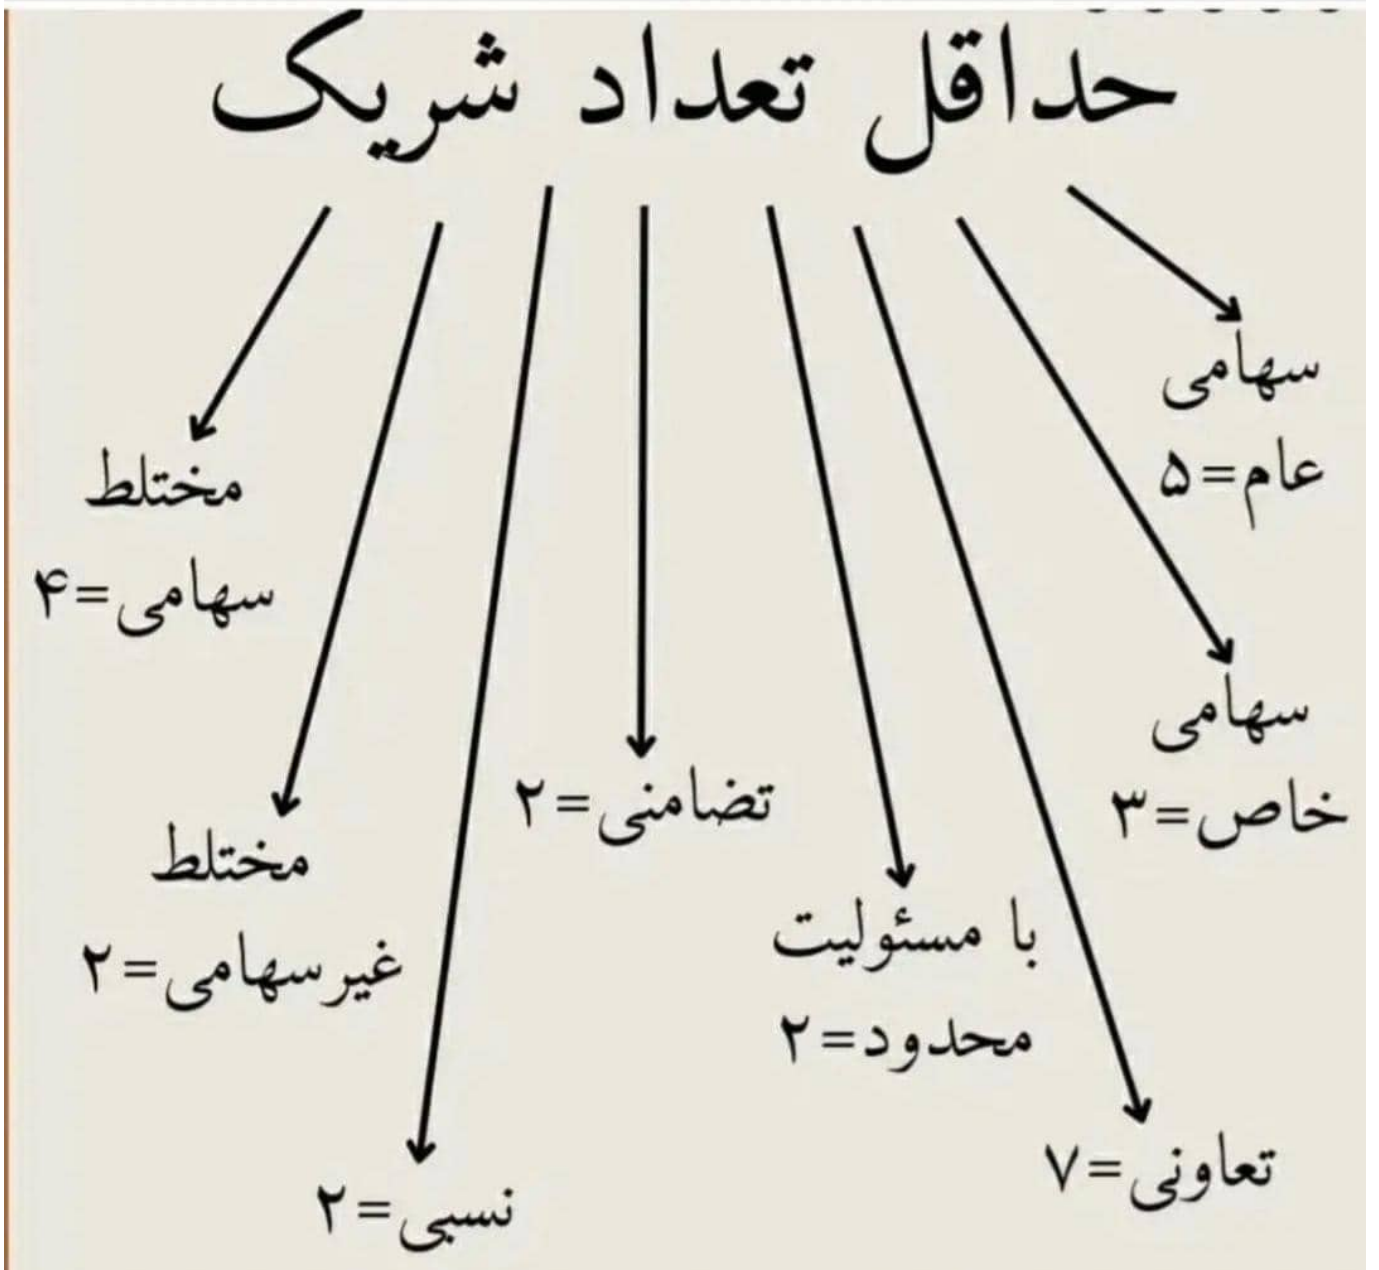 حداقل تعداد شریک
سهامی
عام=۵
سهامی
خاص=۳
تعاونی=۷
با مسئولیت
محدود=۲
تضامنی=۲
نسبی=۲
مختلط
غیرسهامی=۲
مختلط
سهامی=۴